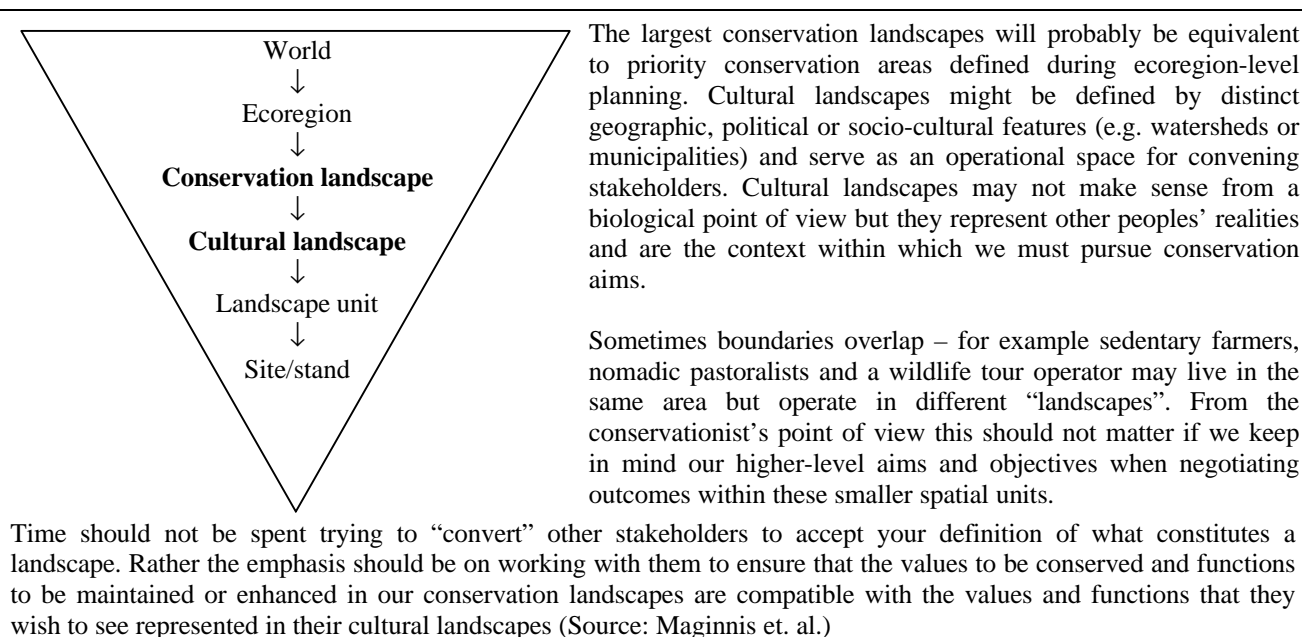 World
↓
Ecoregion
↓
Conservation landscape
↓
Cultural landscape
↓
Landscape unit
↓
Site/stand
The largest conservation landscapes will probably be equivalent
to priority conservation areas defined during ecoregion-level
planning. Cultural landscapes might be defined by distinct
geographic, political or socio-cultural features (e.g. watersheds or
municipalities) and serve as an operational space for convening
stakeholders. Cultural landscapes may not make sense from a
biological point of view but they represent other peoples’ realities
and are the context within which we must pursue conservation
aims.
Sometimes boundaries overlap – for example sedentary farmers,
nomadic pastoralists and a wildlife tour operator may live in the
same area but operate in different “landscapes”. From the
conservationist’s point of view this should not matter if we keep
in mind our higher-level aims and objectives when negotiating
outcomes within these smaller spatial units.
Time should not be spent trying to “convert” other stakeholders to accept your definition of what constitutes a
landscape. Rather the emphasis should be on working with them to ensure that the values to be conserved and functions
to be maintained or enhanced in our conservation landscapes are compatible with the values and functions that they
wish to see represented in their cultural landscapes (Source: Maginnis et. al.)